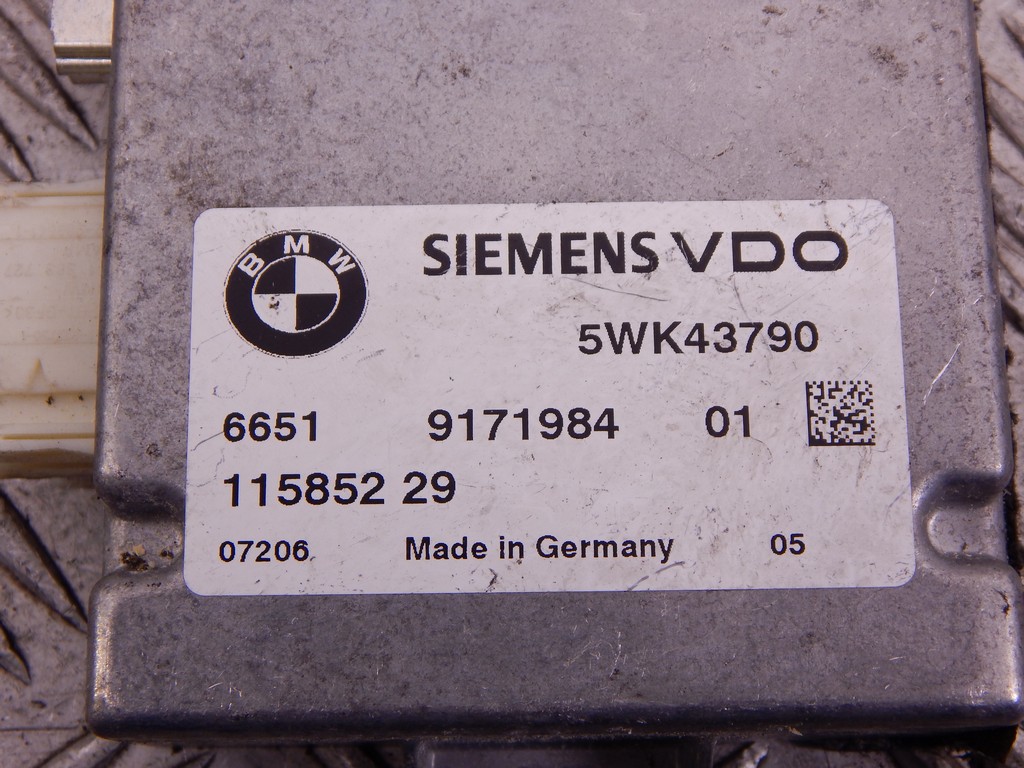 BMW
SIEMENS VDO
5WK43790
6651 9171984 01
115852 29
07206 Made in Germany 05